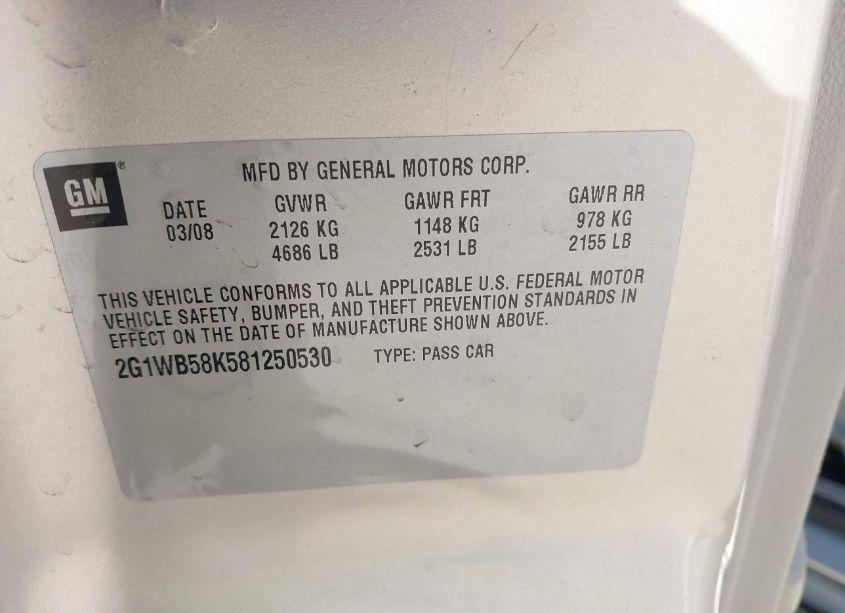 GM ®
MFD BY GENERAL MOTORS CORP.
DATE GVWR GAWR FRT GAWR RR
03/08 2126 KG 1148 KG 978 KG
4686 LB 2531 LB 2155 LB
THIS VEHICLE CONFORMS TO ALL APPLICABLE U.S. FEDERAL MOTOR
VEHICLE SAFETY, BUMPER, AND THEFT PREVENTION STANDARDS IN
EFFECT ON THE DATE OF MANUFACTURE SHOWN ABOVE.
2G1WB58K581250530 TYPE: PASS CAR